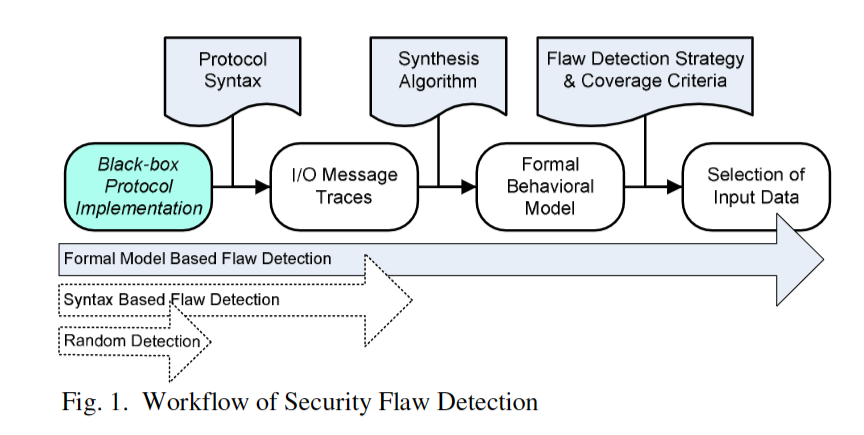 Protocol
Syntax
Synthesis
Algorithm
Flaw Detection Strategy
& Coverage Criteria
Black-box
Protocol
Implementation
I/O Message
Traces
Formal
Behavioral
Model
Selection of
Input Data
Formal Model Based Flaw Detection
Syntax Based Flaw Detection
Random Detection
Fig. 1. Workflow of Security Flaw Detection